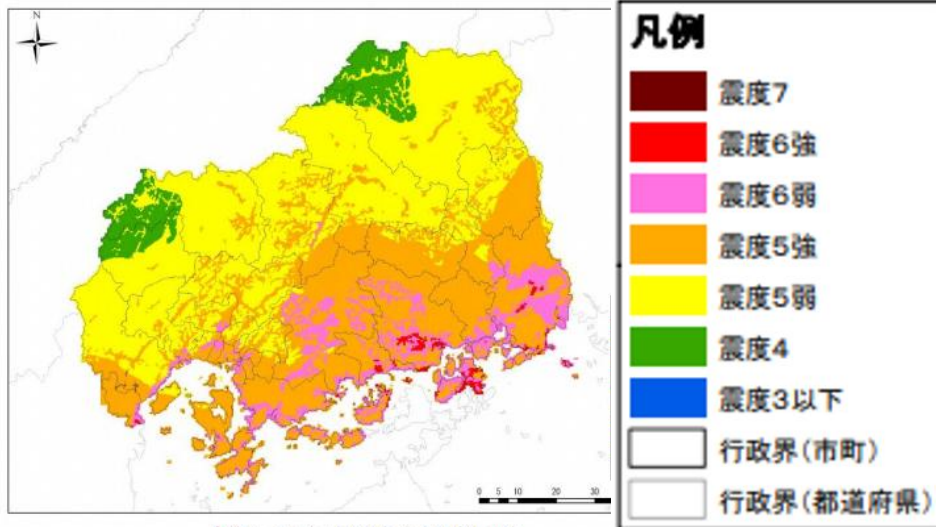 N
0 5 10 20 30
凡例
震度7
震度6強
震度6弱
震度5強
震度5弱
震度4
震度3以下
行政界(市町)
行政界(都道府県)